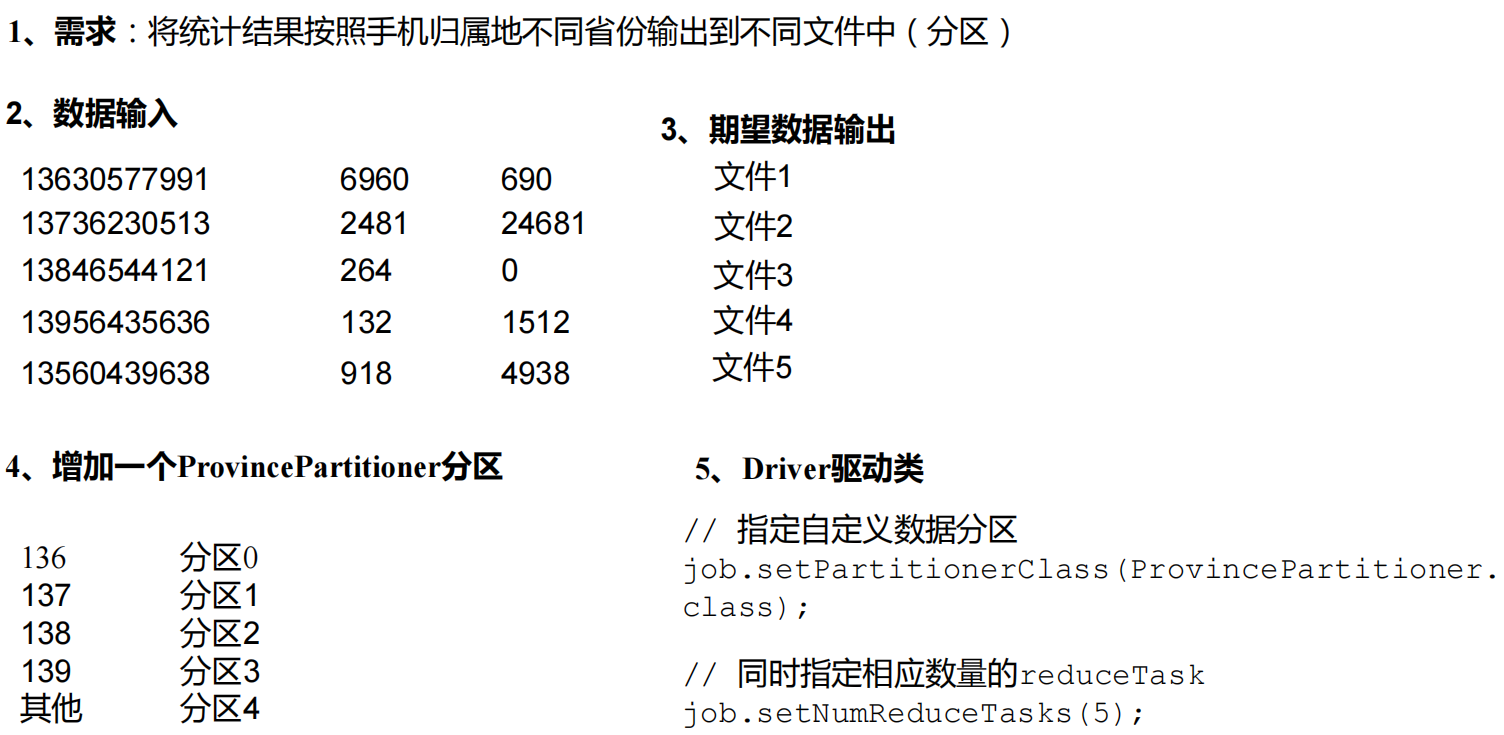 1、需求：将统计结果按照手机归属地不同省份输出到不同文件中（分区）
2、数据输入
13630577991 6960 690
13736230513 2481 24681
13846544121 264 0
13956435636 132 1512
13560439638 918 4938
3、期望数据输出
文件1
文件2
文件3
文件4
文件5
4、增加一个ProvincePartitioner分区
136 分区0
137 分区1
138 分区2
139 分区3
其他 分区4
5、Driver驱动类
// 指定自定义数据分区
job.setPartitionerClass(ProvincePartitioner.
class);
// 同时指定相应数量的reduceTask
job.setNumReduceTasks(5);